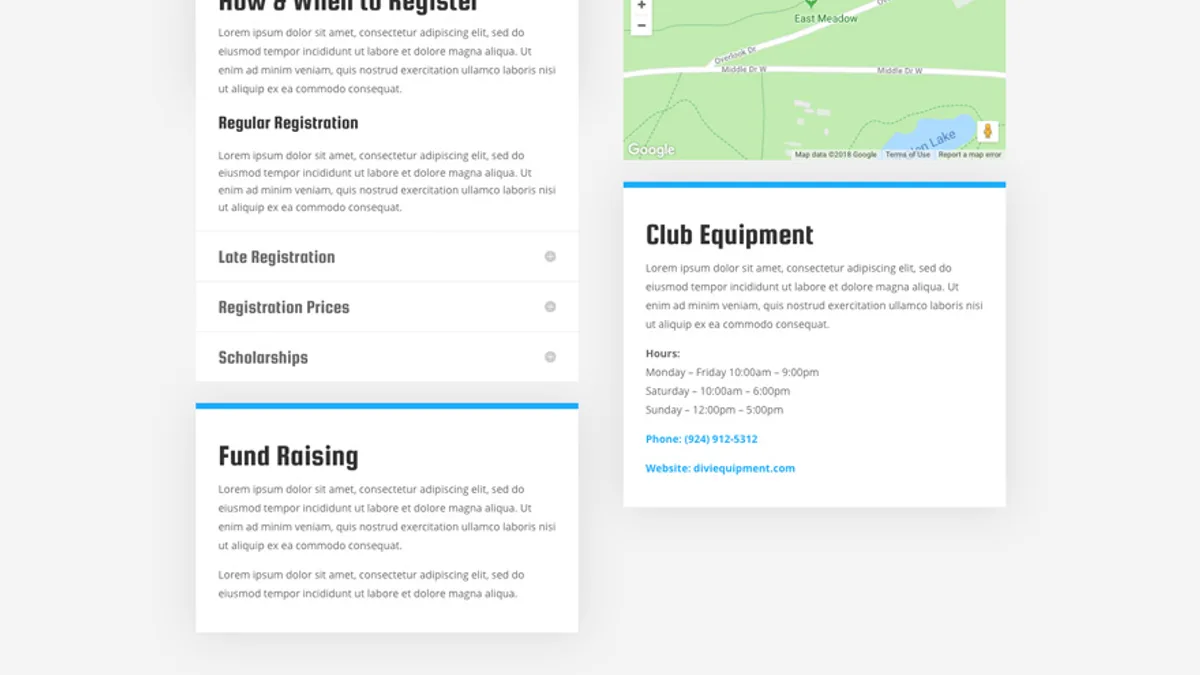 How & When to Register
Lorem ipsum dolor sit amet, consectetur adipiscing elit, sed do
eiusmod tempor incididunt ut labore et dolore magna aliqua. Ut
enim ad minim veniam, quis nostrud exercitation ullamco laboris nisi
ut aliquip ex ea commodo consequat.
Regular Registration
Lorem ipsum dolor sit amet, consectetur adipiscing elit, sed do
eiusmod tempor incididunt ut labore et dolore magna aliqua. Ut
enim ad minim veniam, quis nostrud exercitation ullamco laboris nisi
ut aliquip ex ea commodo consequat.
Late Registration
Registration Prices
Scholarships
Fund Raising
Lorem ipsum dolor sit amet, consectetur adipiscing elit, sed do
eiusmod tempor incididunt ut labore et dolore magna aliqua. Ut
enim ad minim veniam, quis nostrud exercitation ullamco laboris nisi
ut aliquip ex ea commodo consequat.
Lorem ipsum dolor sit amet, consectetur adipiscing elit, sed do
eiusmod tempor incididunt ut labore et dolore magna aliqua.
East Meadow
Overlook Dr
Middle Dr W
Middle Dr W
Lake
Google
Map data ©2018 Google
Terms of Use
Report a map error
Club Equipment
Lorem ipsum dolor sit amet, consectetur adipiscing elit, sed do
eiusmod tempor incididunt ut labore et dolore magna aliqua. Ut
enim ad minim veniam, quis nostrud exercitation ullamco laboris nisi
ut aliquip ex ea commodo consequat.
Hours:
Monday – Friday 10:00am – 9:00pm
Saturday – 10:00am – 6:00pm
Sunday – 12:00pm – 5:00pm
Phone: (924) 912-5312
Website: diviequipment.com